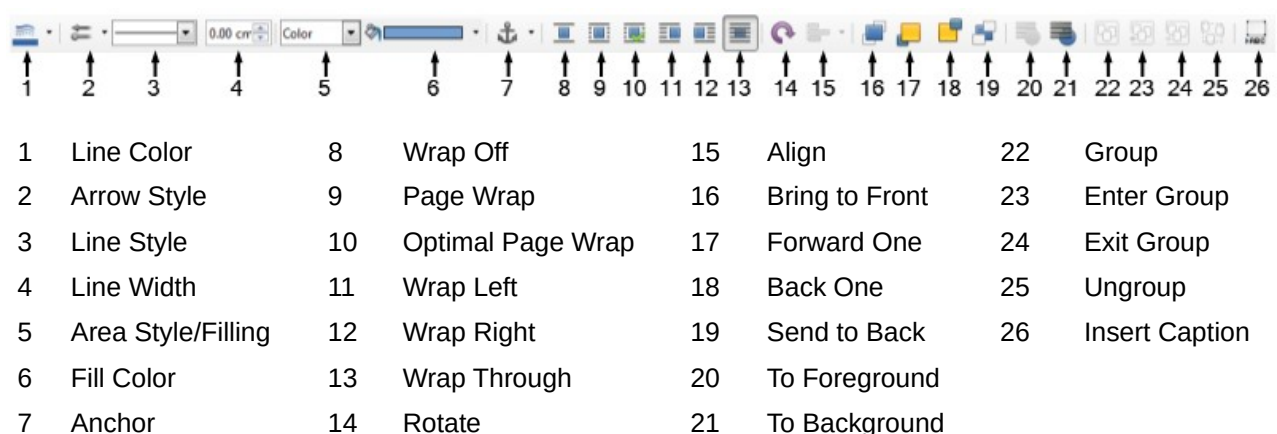 0.00 cm Color
1 2 3 4 5 6 7 8 9 10 11 12 13 14 15 16 17 18 19 20 21 22 23 24 25 26
1 Line Color 8 Wrap Off 15 Align 22 Group
2 Arrow Style 9 Page Wrap 16 Bring to Front 23 Enter Group
3 Line Style 10 Optimal Page Wrap 17 Forward One 24 Exit Group
4 Line Width 11 Wrap Left 18 Back One 25 Ungroup
5 Area Style/Filling 12 Wrap Right 19 Send to Back 26 Insert Caption
6 Fill Color 13 Wrap Through 20 To Foreground
7 Anchor 14 Rotate 21 To Background